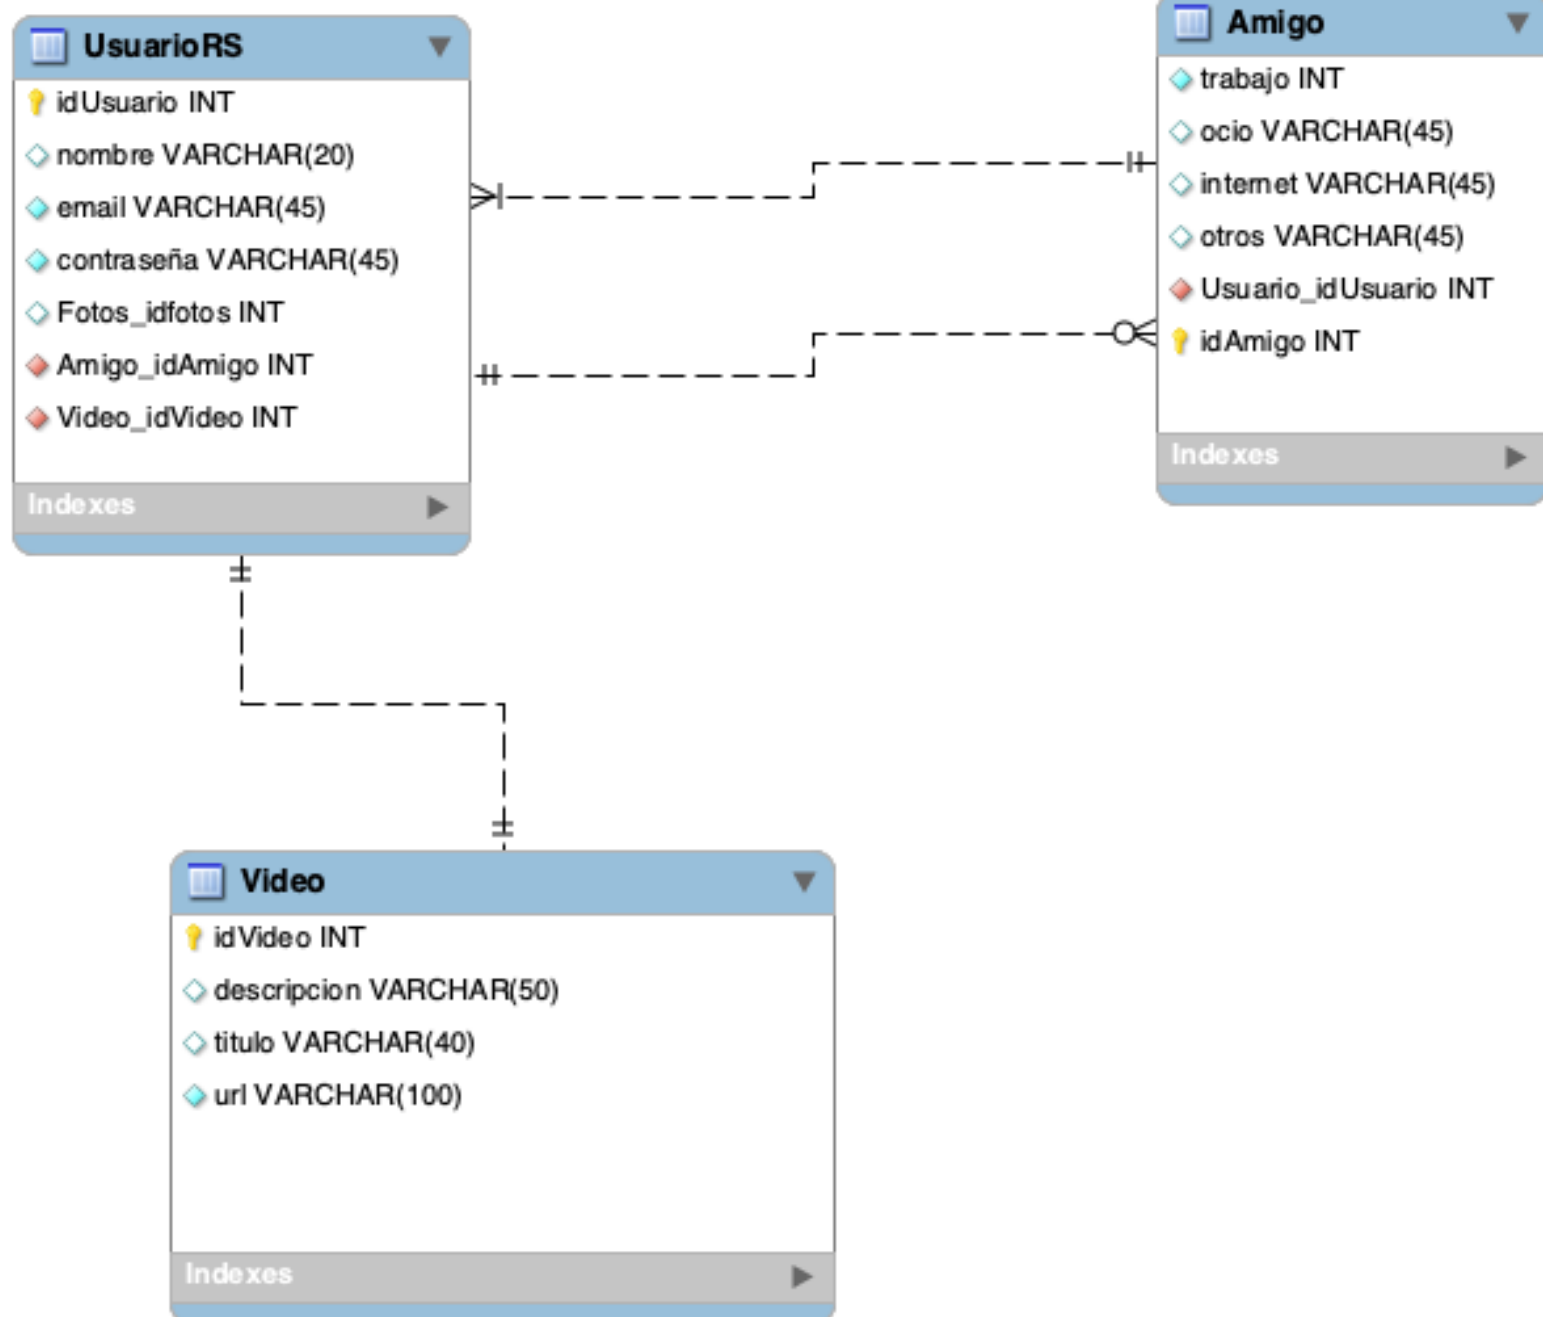 UsuarioRS
idUsuario INT
nombre VARCHAR(20)
email VARCHAR(45)
contraseña VARCHAR(45)
Fotos_idfotos INT
Amigo_idAmigo INT
Video_idVideo INT
Indexes
Amigo
trabajo INT
ocio VARCHAR(45)
internet VARCHAR(45)
otros VARCHAR(45)
Usuario_idUsuario INT
idAmigo INT
Indexes
Video
idVideo INT
descripcion VARCHAR(50)
titulo VARCHAR(40)
url VARCHAR(100)
Indexes